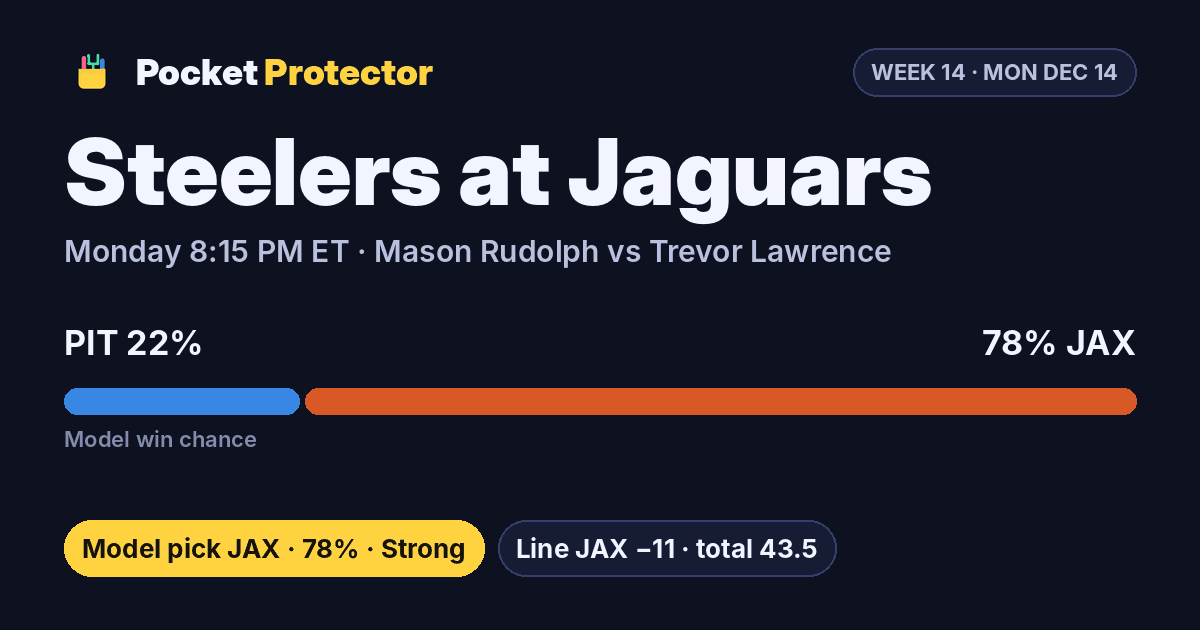 Pocket Protector
WEEK 14 · MON DEC 14
Steelers at Jaguars
Monday 8:15 PM ET · Mason Rudolph vs Trevor Lawrence
PIT 22%
78% JAX
Model win chance
Model pick JAX · 78% · Strong
Line JAX −11 · total 43.5